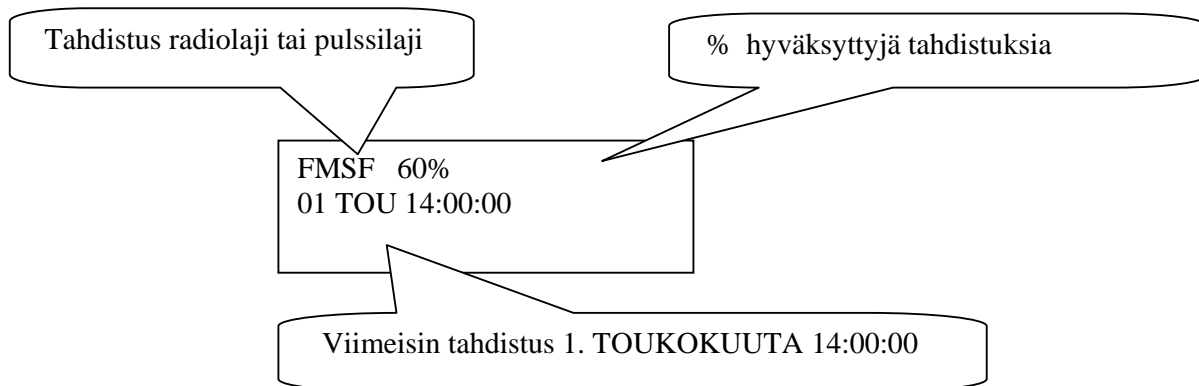 Tahdistus radiolaji tai pulssilaji
% hyväksyttyjä tahdistuksia
FMSF 60%
01 TOU 14:00:00
Viimeisin tahdistus 1. TOUKOKUUTA 14:00:00